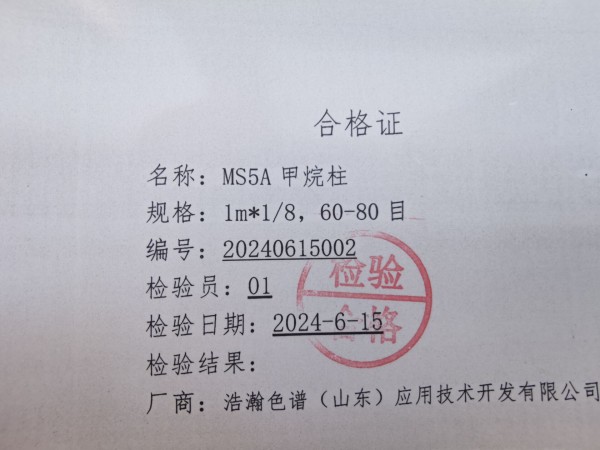 合格证
名称：MS5A 甲烷柱
规格：1m*1/8，60-80 目
编号：20240615002
检验员：01
检验日期：2024-6-15
检验结果：
检验
合格
厂商：浩瀚色谱（山东）应用技术开发有限公司